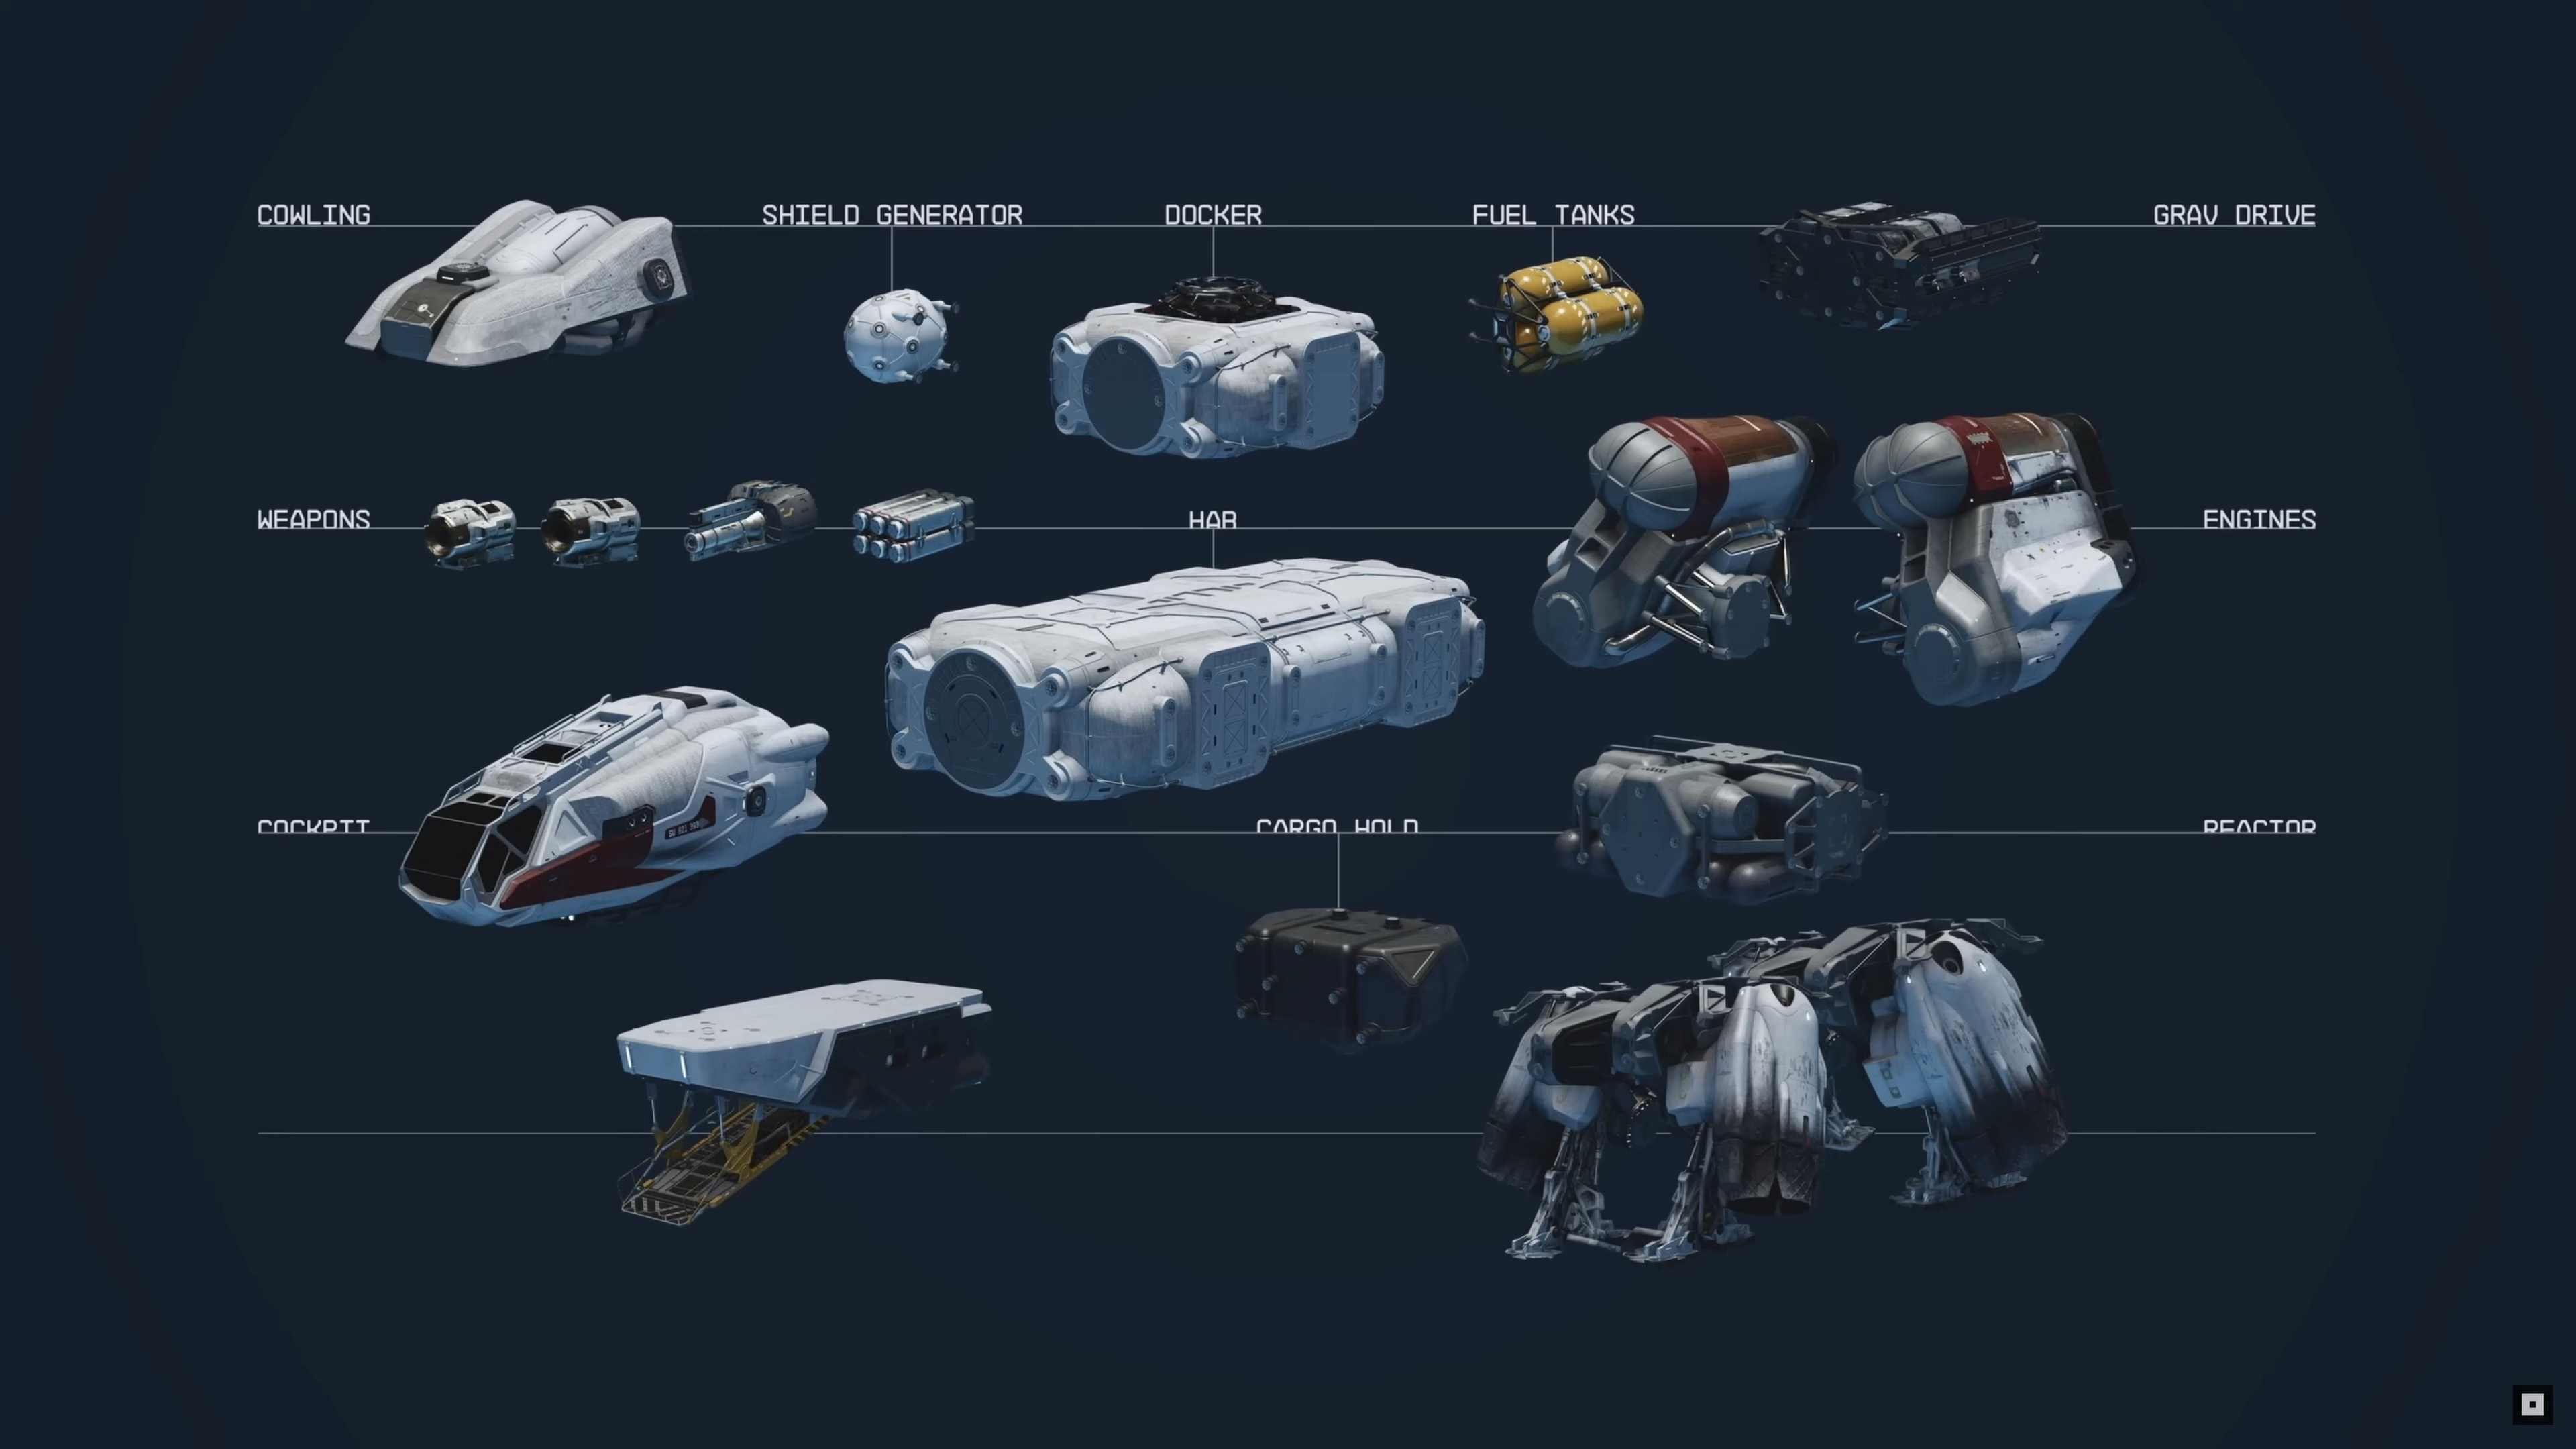 COWLING
SHIELD GENERATOR
DOCKER
FUEL TANKS
GRAV DRIVE
WEAPONS
HAB
ENGINES
COCKPIT
CARGO HOLD
REACTOR